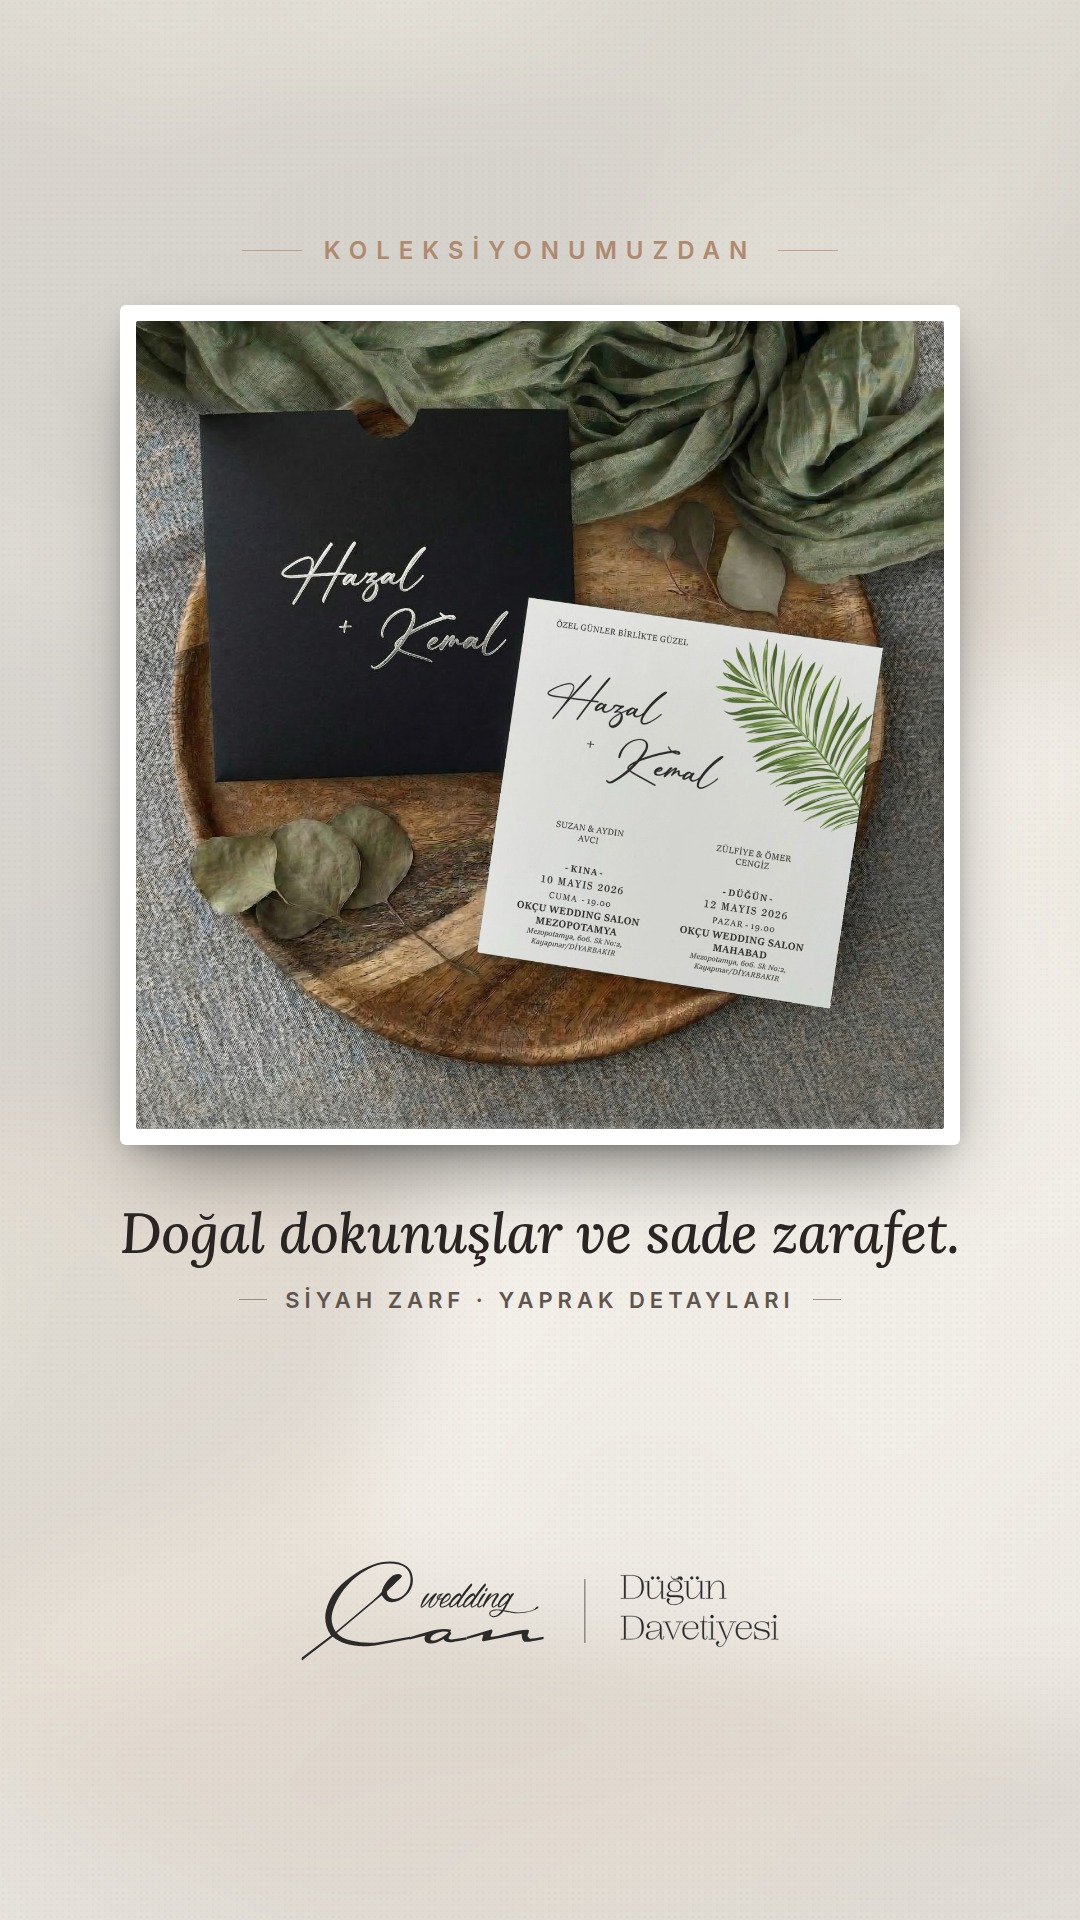 KOLEKSİYONUMUZDAN
Hazal
+ Kemal
ÖZEL GÜNLER BİRLİKTE GÜZEL
Hazal
+ Kemal
SUZAN & AYDIN
AVCI
- KINA -
10 MAYIS 2026
CUMA - 19.00
OKÇU WEDDING SALON
MEZOPOTAMYA
Mezopotamya, 606. Sk No:2,
Kayapınar/DİYARBAKIR
ZÜLFİYE & ÖMER
CENGİZ
- DÜĞÜN -
12 MAYIS 2026
PAZAR - 19.00
OKÇU WEDDING SALON
MAHABAD
Mezopotamya, 606. Sk No:2,
Kayapınar/DİYARBAKIR
Doğal dokunuşlar ve sade zarafet.
SİYAH ZARF · YAPRAK DETAYLARI
Can wedding
Düğün
Davetiyesi